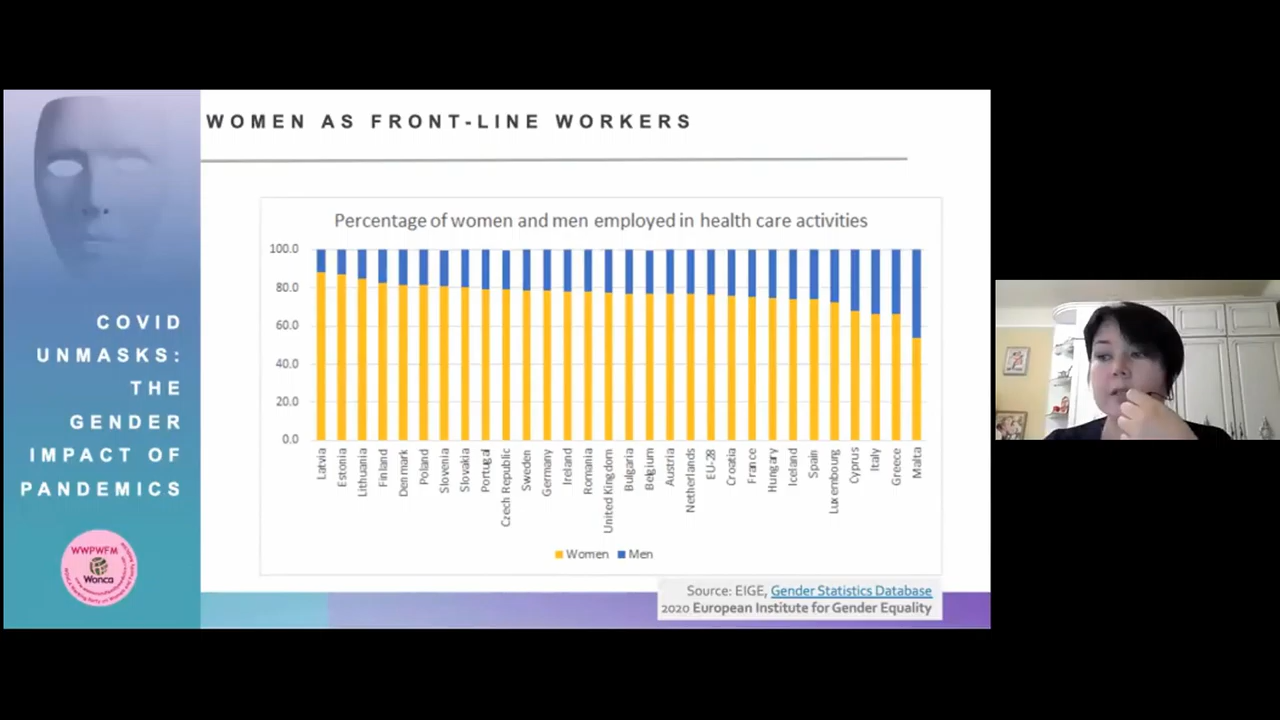 WOMEN AS FRONT-LINE WORKERS
COVID
UNMASKS:
THE
GENDER
IMPACT OF
PANDEMICS
WWPWFM
Wonca
Percentage of women and men employed in health care activities
100.0
80.0
60.0
40.0
20.0
0.0
Latvia
Estonia
Lithuania
Finland
Denmark
Poland
Slovenia
Slovakia
Portugal
Czech Republic
Sweden
Germany
Ireland
Romania
United Kingdom
Bulgaria
Belgium
Austria
Netherlands
EU-28
Croatia
France
Hungary
Iceland
Spain
Luxembourg
Cyprus
Italy
Greece
Malta
Women
Men
Source: EIGE, Gender Statistics Database
2020 European Institute for Gender Equality